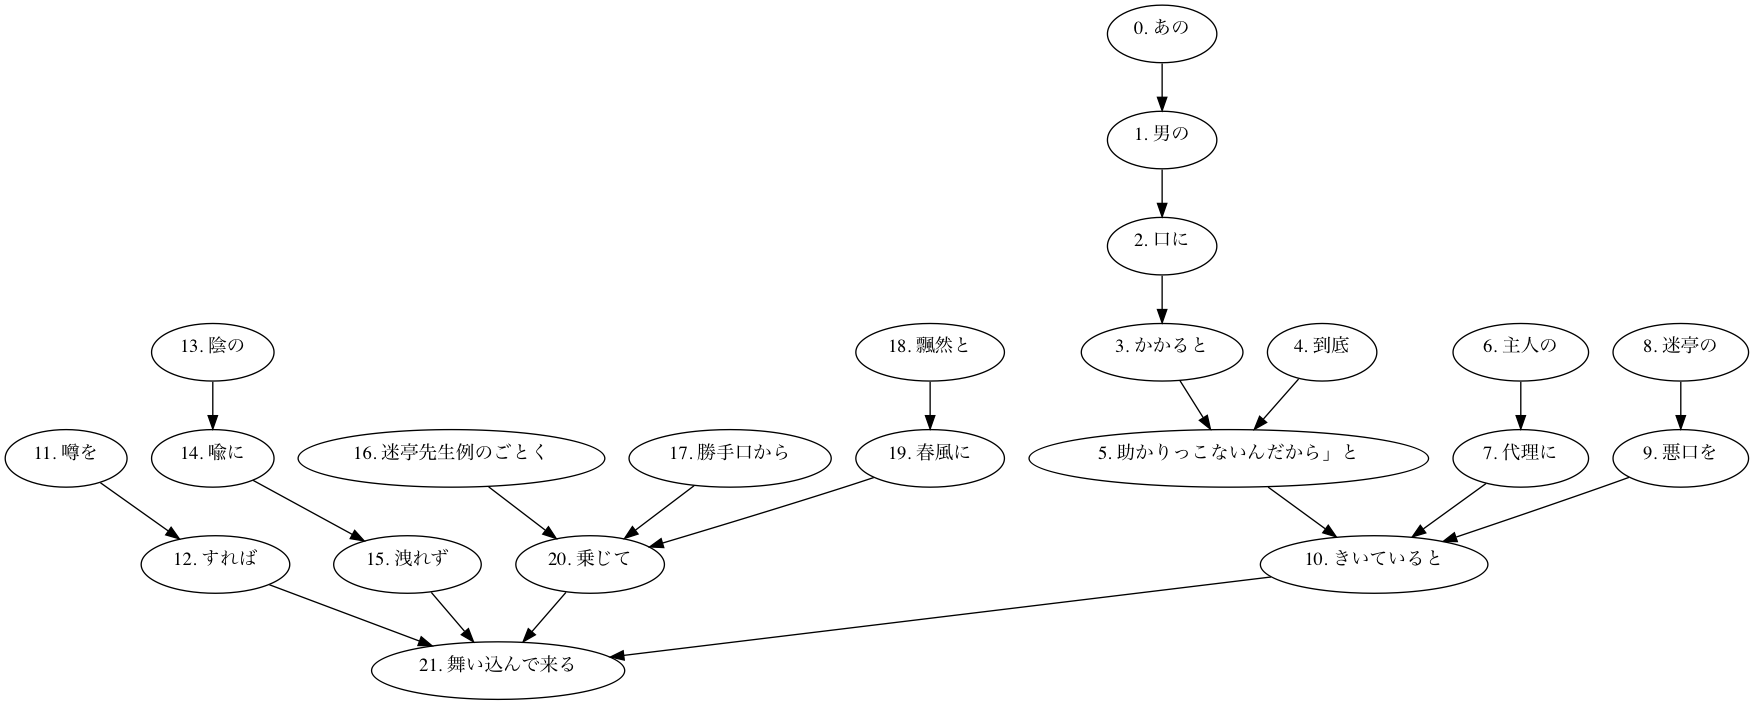 0. あの
1. 男の
2. 口に
13. 陰の
18. 飄然と
3. かかると
4. 到底
6. 主人の
8. 迷亭の
11. 噂を
14. 喩に
16. 迷亭先生例のごとく
17. 勝手口から
19. 春風に
5. 助かりっこないんだから」と
7. 代理に
9. 悪口を
12. すれば
15. 洩れず
20. 乗じて
10. きいていると
21. 舞い込んで来る